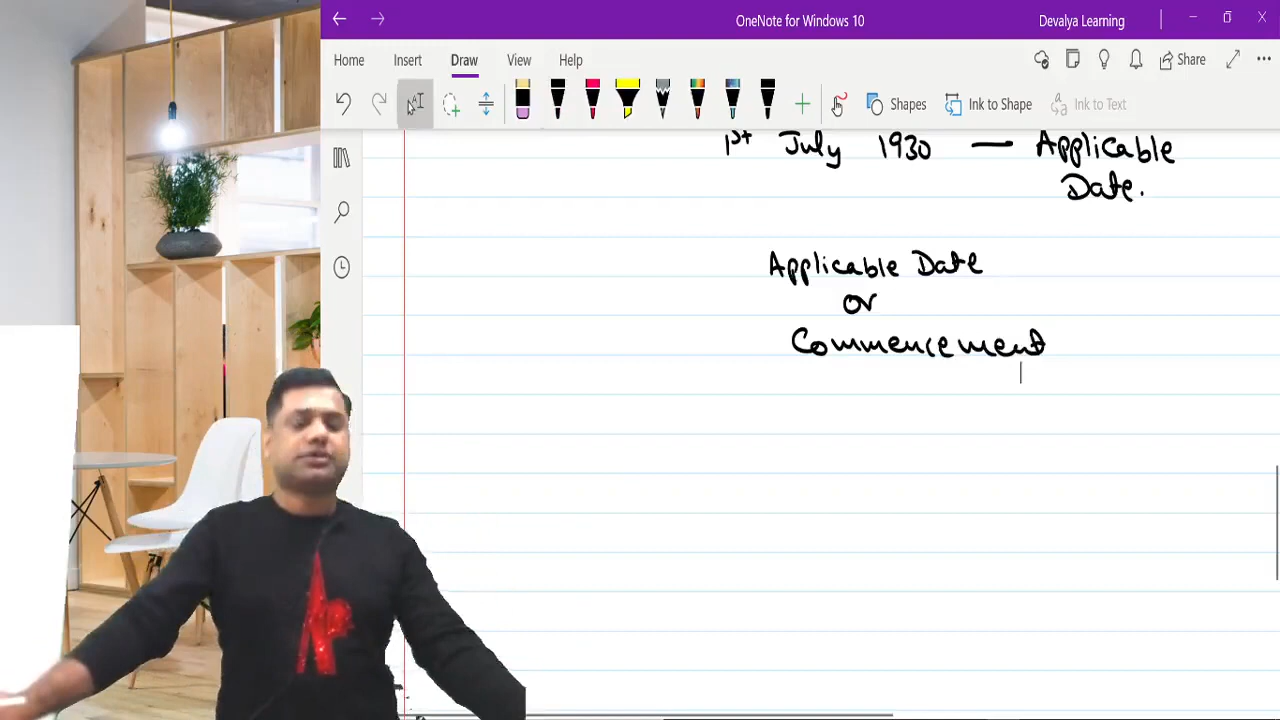 OneNote for Windows 10
Devalya Learning
Home Insert Draw View Help
Share
Shapes Ink to Shape Ink to Text
1st July 1930 — Applicable
Date.
Applicable Date
or
Commencement